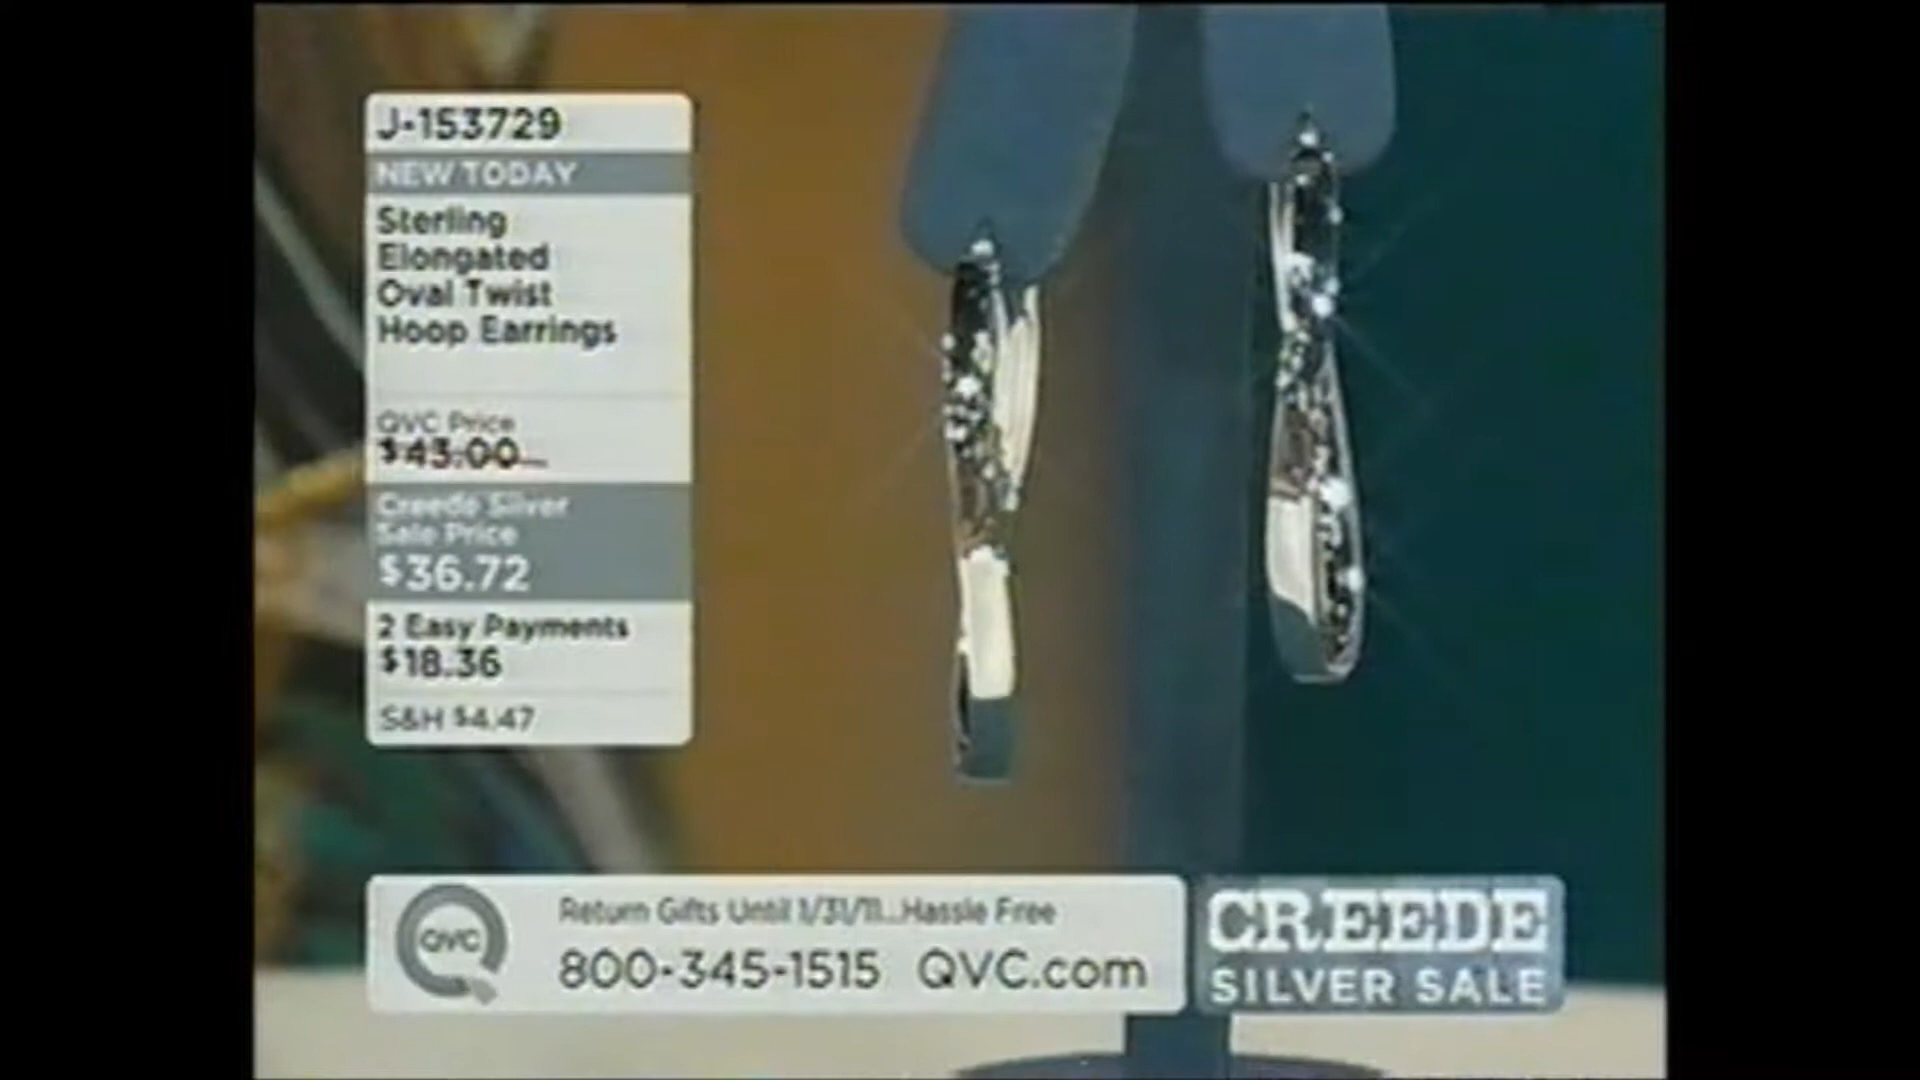 J-153729
NEW TODAY
Sterling
Elongated
Oval Twist
Hoop Earrings
QVC Price
$43.00
Creede Silver
Sale Price
$36.72
2 Easy Payments
$18.36
S&H $4.47
QVC
Return Gifts Until 1/31/11...Hassle Free
800-345-1515 QVC.com
CREEDE
SILVER SALE